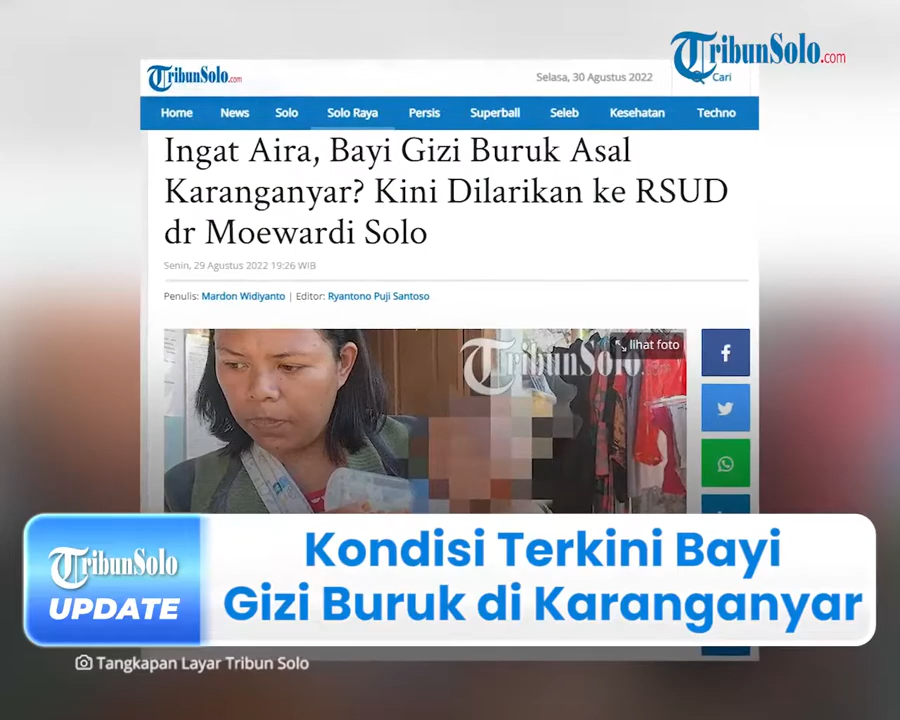 TribunSolo.com
TribunSolo.com
Selasa, 30 Agustus 2022
Cari
Home News Solo Solo Raya Persis Superball Seleb Kesehatan Techno
Ingat Aira, Bayi Gizi Buruk Asal
Karanganyar? Kini Dilarikan ke RSUD
dr Moewardi Solo
Senin, 29 Agustus 2022 19:26 WIB
Penulis: Mardon Widiyanto | Editor: Ryantono Puji Santoso
lihat foto
TribunSolo
TribunSolo
UPDATE
Kondisi Terkini Bayi
Gizi Buruk di Karanganyar
Tangkapan Layar Tribun Solo